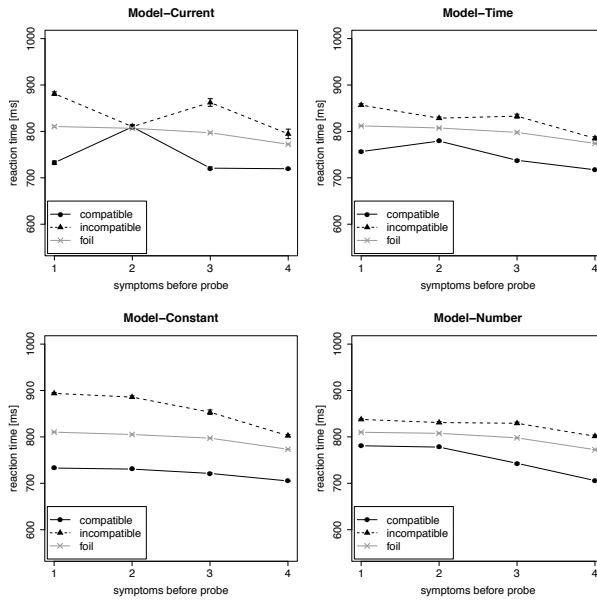 Model−Current
reaction time [ms]
1000
900
800
700
600
compatible
incompatible
foil
1 2 3 4
symptoms before probe
Model−Time
reaction time [ms]
1000
900
800
700
600
compatible
incompatible
foil
1 2 3 4
symptoms before probe
Model−Constant
reaction time [ms]
1000
900
800
700
600
compatible
incompatible
foil
1 2 3 4
symptoms before probe
Model−Number
reaction time [ms]
1000
900
800
700
600
compatible
incompatible
foil
1 2 3 4
symptoms before probe